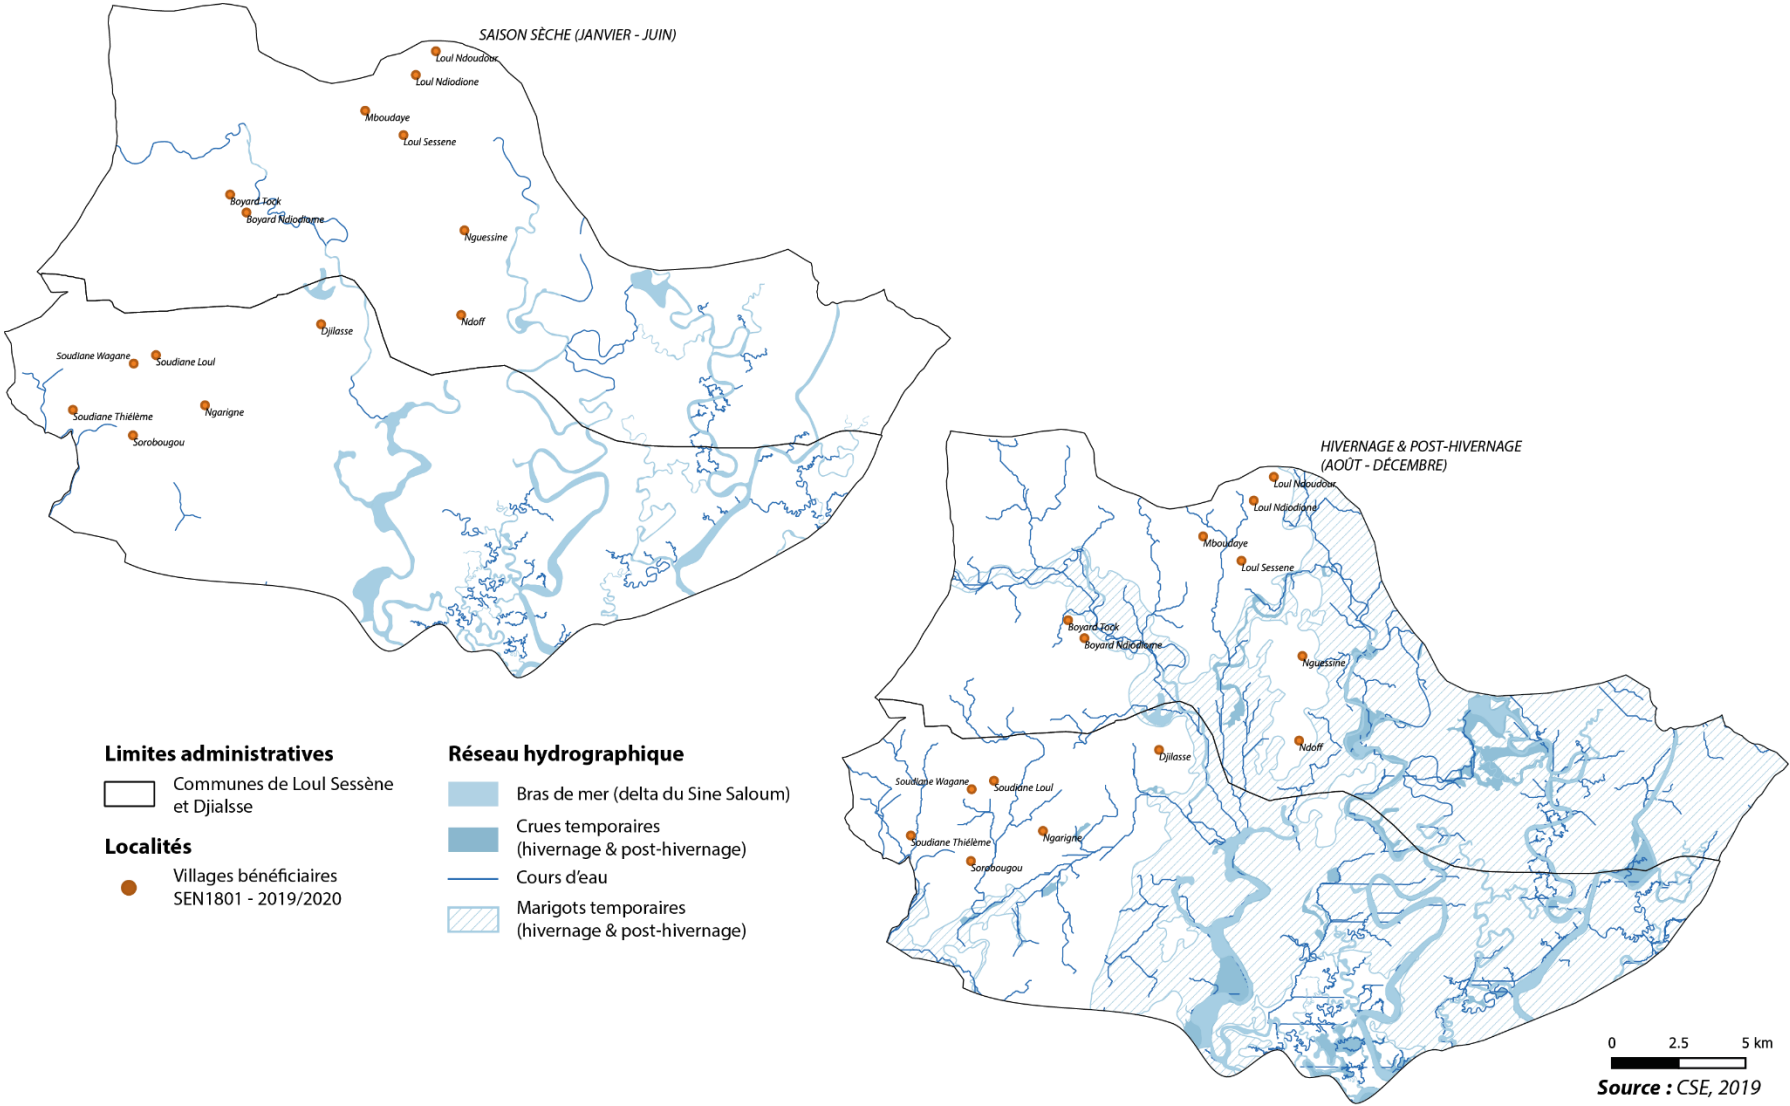 SAISON SÈCHE (JANVIER - JUIN)
Loul Ndoudour
Loul Ndiodione
Mboudaye
Loul Sessene
Boyard Tock
Boyard Ndiodiome
Nguessine
Ndoff
Djilasse
Soudiane Wagane
Soudiane Loul
Soudiane Thiélème
Ngarigne
Sorobougou
HIVERNAGE & POST-HIVERNAGE
(AOÛT - DÉCEMBRE)
Loul Ndoudour
Loul Ndiodione
Mboudaye
Loul Sessene
Boyard Tock
Boyard Ndiodiome
Nguessine
Ndoff
Djilasse
Soudiane Wagane
Soudiane Loul
Soudiane Thiélème
Ngarigne
Sorobougou
Limites administratives
Communes de Loul Sessène
et Djialsse
Localités
Villages bénéficiaires
SEN1801 - 2019/2020
Réseau hydrographique
Bras de mer (delta du Sine Saloum)
Crues temporaires
(hivernage & post-hivernage)
Cours d'eau
Marigots temporaires
(hivernage & post-hivernage)
0 2.5 5 km
Source : CSE, 2019